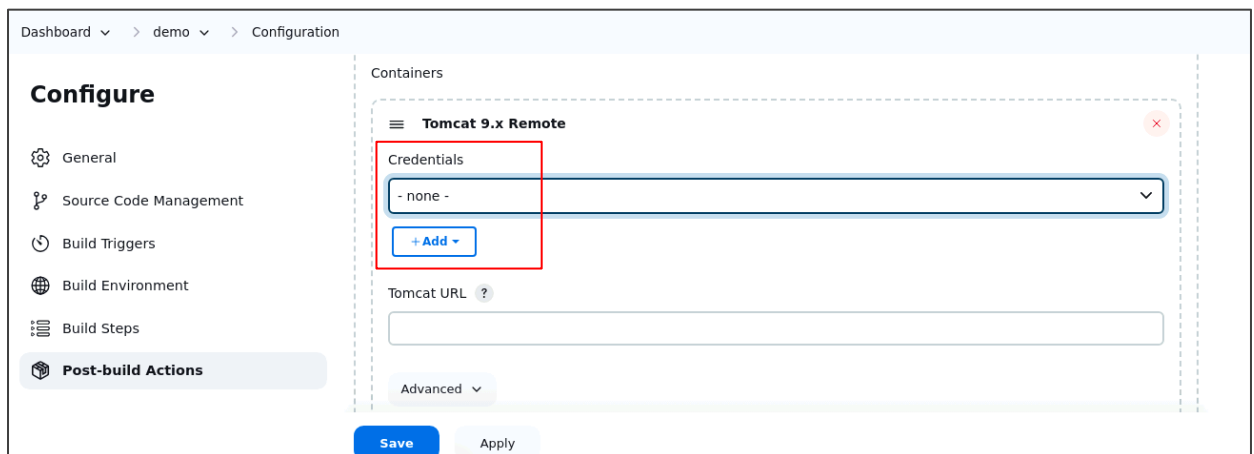 Dashboard > demo > Configuration
Configure
General
Source Code Management
Build Triggers
Build Environment
Build Steps
Post-build Actions
Containers
Tomcat 9.x Remote
Credentials
- none -
+ Add
Tomcat URL ?
Advanced
Save Apply